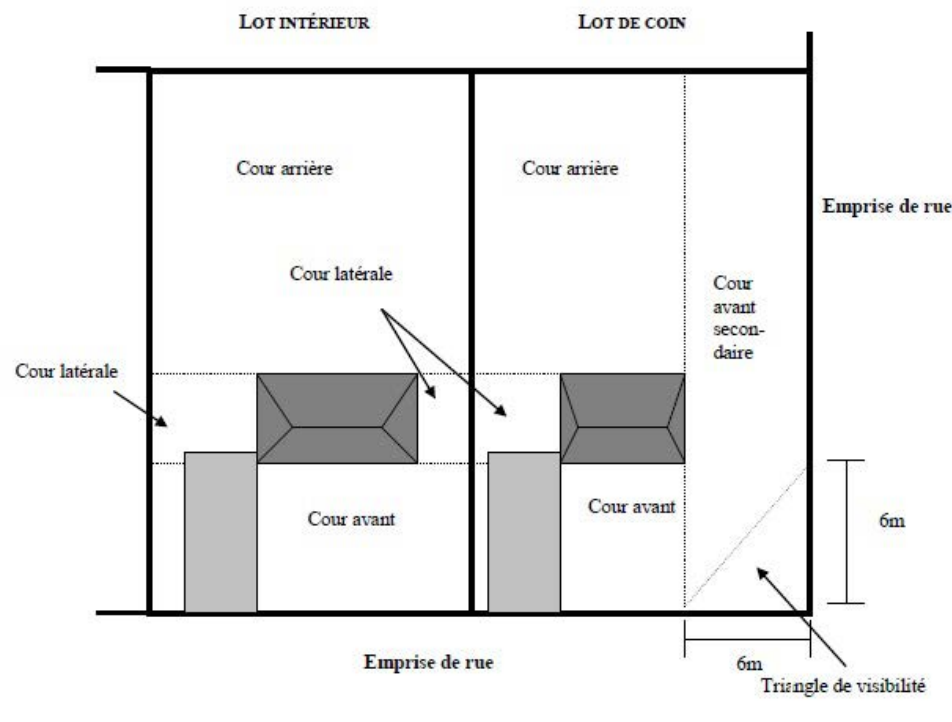 LOT INTÉRIEUR
LOT DE COIN
Cour arrière
Cour arrière
Emprise de rue
Cour latérale
Cour
avant
secon-
daire
Cour latérale
Cour avant
Cour avant
6m
Emprise de rue
6m
Triangle de visibilité